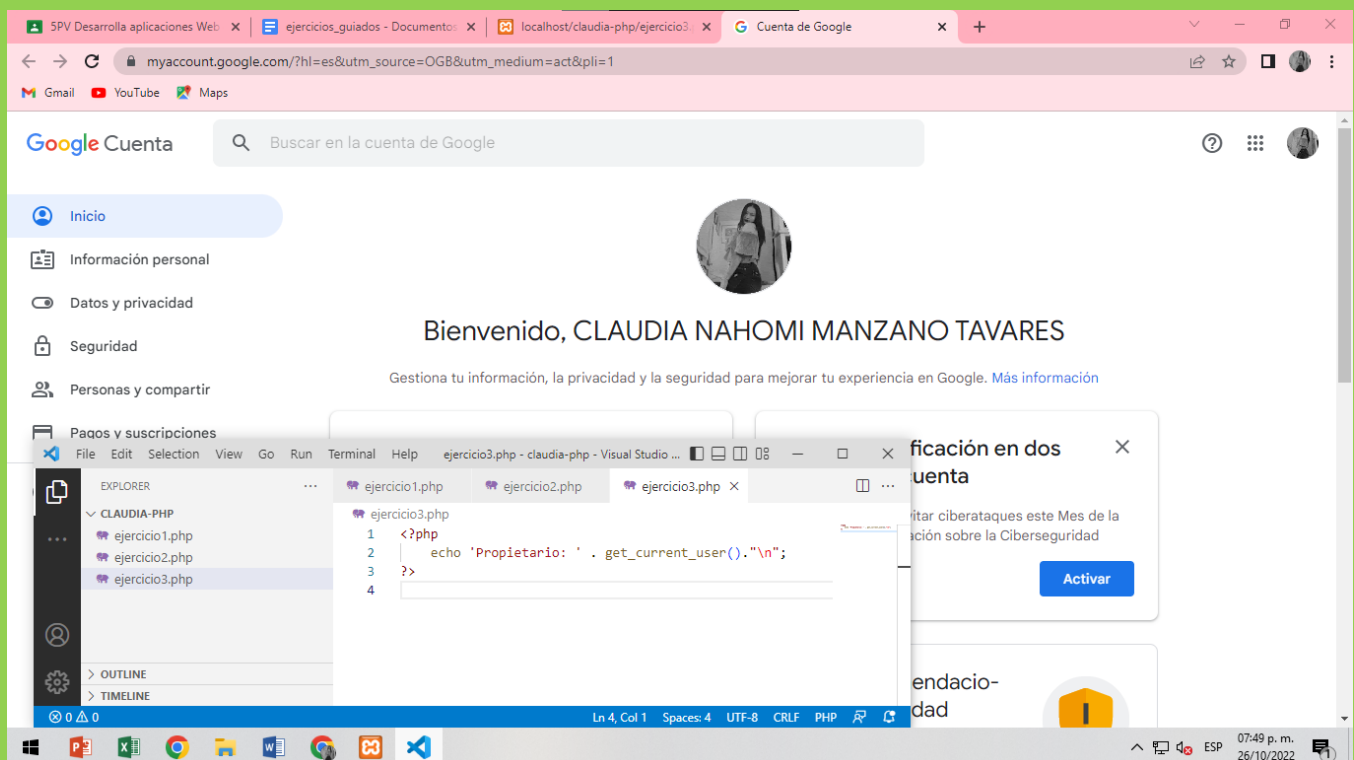 5PV Desarrolla aplicaciones Web
ejercicios_guiados - Documentos
localhost/claudia-php/ejercicio3.
Cuenta de Google
myaccount.google.com/?hl=es&utm_source=OGB&utm_medium=act&pli=1
Gmail YouTube Maps
Google Cuenta
Buscar en la cuenta de Google
Inicio
Información personal
Datos y privacidad
Seguridad
Personas y compartir
Pagos y suscripciones
Bienvenido, CLAUDIA NAHOMI MANZANO TAVARES
Gestiona tu información, la privacidad y la seguridad para mejorar tu experiencia en Google. Más información
ficación en dos
uenta
itar ciberataques este Mes de la
ación sobre la Ciberseguridad
Activar
endacio-
dad
File Edit Selection View Go Run Terminal Help ejercicio3.php - claudia-php - Visual Studio ...
EXPLORER
CLAUDIA-PHP
ejercicio1.php
ejercicio2.php
ejercicio3.php
OUTLINE
TIMELINE
ejercicio1.php ejercicio2.php ejercicio3.php
ejercicio3.php
1 <?php
2 echo 'Propietario: ' . get_current_user()."\n";
3 ?>
4
0 0 Ln 4, Col 1 Spaces: 4 UTF-8 CRLF PHP
ESP
07:49 p. m.
26/10/2022
1